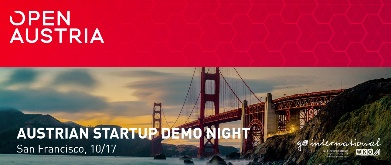 OPEN
AUSTRIA
AUSTRIAN STARTUP DEMO NIGHT
San Francisco, 10/17
go international